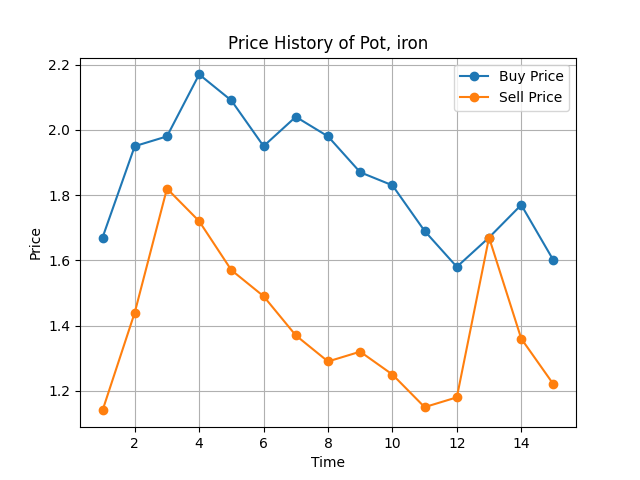 Price History of Pot, iron
Buy Price
Sell Price
Price
2.2
2.0
1.8
1.6
1.4
1.2
2 4 6 8 10 12 14
Time